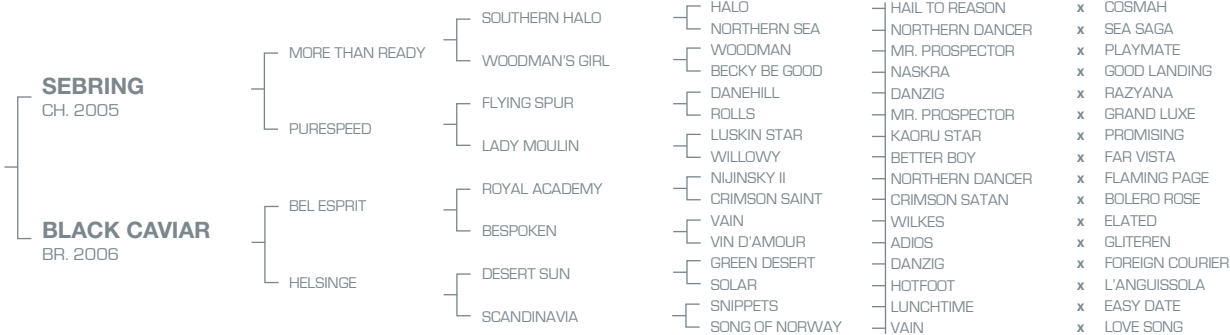 SEBRING
CH. 2005
BLACK CAVIAR
BR. 2006
MORE THAN READY
PURESPEED
BEL ESPRIT
HELSINGE
SOUTHERN HALO
WOODMAN'S GIRL
FLYING SPUR
LADY MOULIN
ROYAL ACADEMY
BESPOKEN
DESERT SUN
SCANDINAVIA
HALO
NORTHERN SEA
WOODMAN
BECKY BE GOOD
DANEHILL
ROLLS
LUSKIN STAR
WILLOWY
NIJINSKY II
CRIMSON SAINT
VAIN
VIN D'AMOUR
GREEN DESERT
SOLAR
SNIPPETS
SONG OF NORWAY
HAIL TO REASON x COSMAH
NORTHERN DANCER x SEA SAGA
MR. PROSPECTOR x PLAYMATE
NASKRA x GOOD LANDING
DANZIG x RAZYANA
MR. PROSPECTOR x GRAND LUXE
KAORU STAR x PROMISING
BETTER BOY x FAR VISTA
NORTHERN DANCER x FLAMING PAGE
CRIMSON SATAN x BOLERO ROSE
WILKES x ELATED
ADIOS x GLITEREN
DANZIG x FOREIGN COURIER
HOTFOOT x L'ANGUISSOLA
LUNCHTIME x EASY DATE
VAIN x LOVE SONG